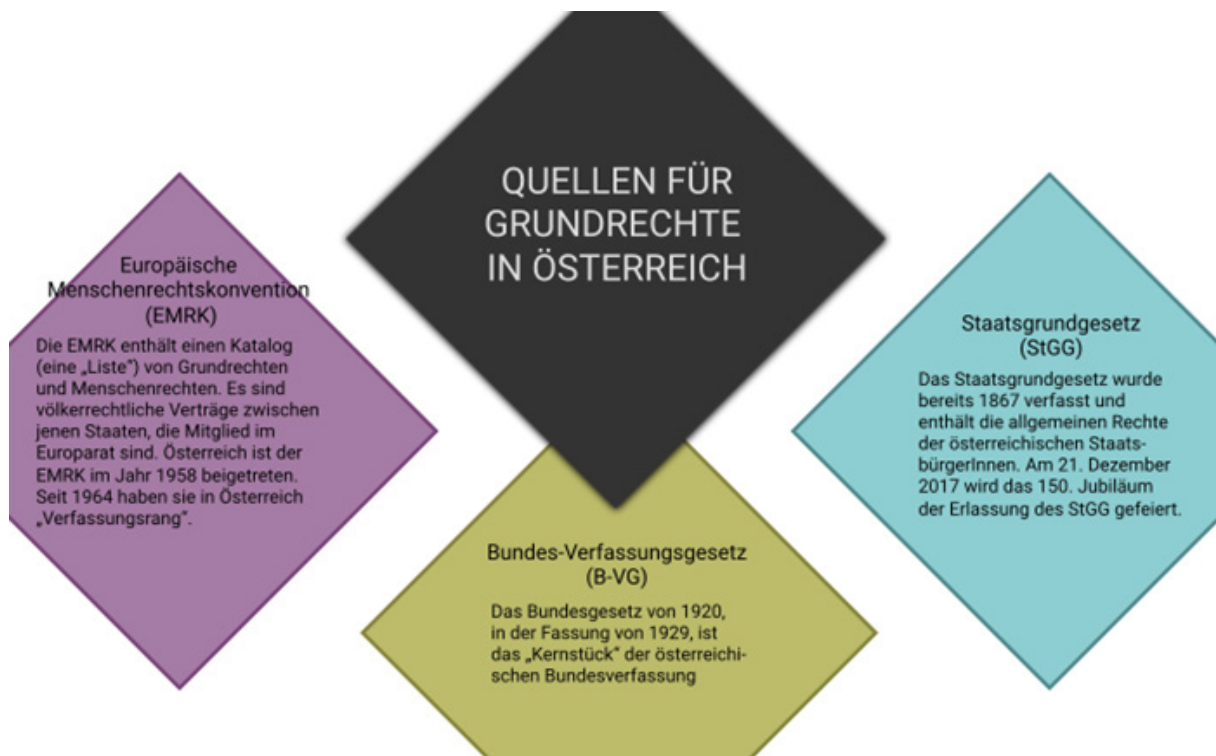 QUELLEN FÜR
GRUNDRECHTE
IN ÖSTERREICH
Europäische
Menschenrechtskonvention
(EMRK)
Die EMRK enthält einen Katalog
(eine „Liste“) von Grundrechten
und Menschenrechten. Es sind
völkerrechtliche Verträge zwischen
jenen Staaten, die Mitglied im
Europarat sind. Österreich ist der
EMRK im Jahr 1958 beigetreten.
Seit 1964 haben sie in Österreich
„Verfassungsrang“.
Bundes-Verfassungsgesetz
(B-VG)
Das Bundesgesetz von 1920,
in der Fassung von 1929, ist
das „Kernstück“ der österreichi-
schen Bundesverfassung
Staatsgrundgesetz
(StGG)
Das Staatsgrundgesetz wurde
bereits 1867 verfasst und
enthält die allgemeinen Rechte
der österreichischen Staats-
bürgerInnen. Am 21. Dezember
2017 wird das 150. Jubiläum
der Erlassung des StGG gefeiert.